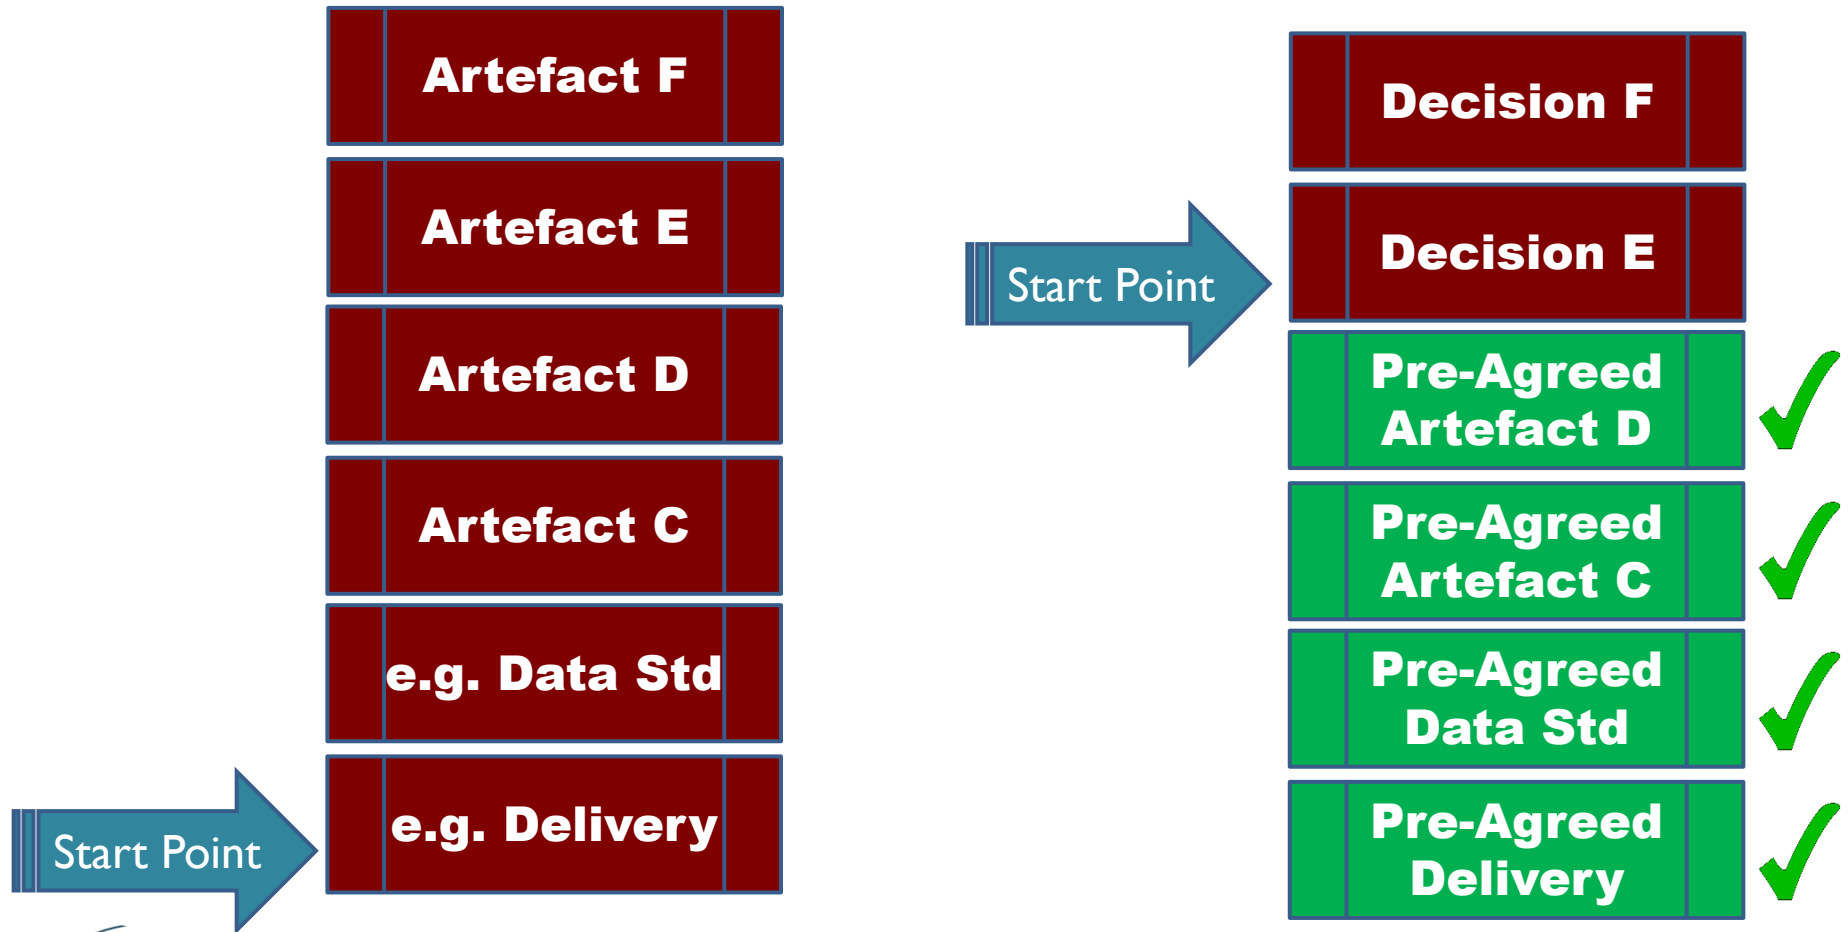 Artefact F
Artefact E
Artefact D
Artefact C
e.g. Data Std
e.g. Delivery
Start Point
Decision F
Decision E
Start Point
Pre-Agreed
Artefact D
Pre-Agreed
Artefact C
Pre-Agreed
Data Std
Pre-Agreed
Delivery